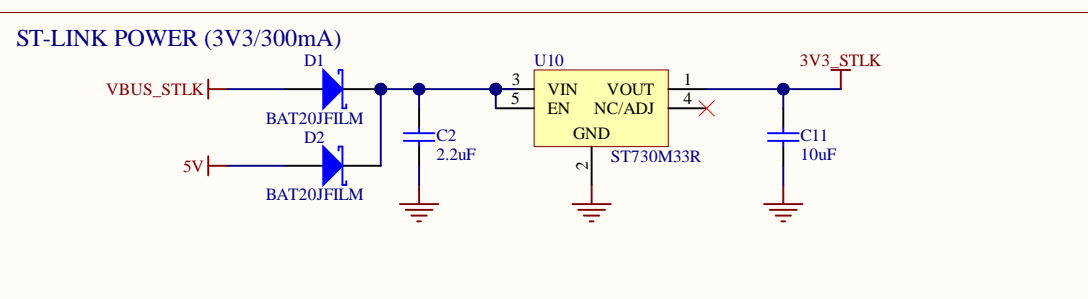 ST-LINK POWER (3V3/300mA)
D1
VBUS_STLK
BAT20JFILM
D2
5V
BAT20JFILM
C2
2.2uF
U10
3
VIN
VOUT
1
5
EN
NC/ADJ
4
GND
2
ST730M33R
3V3_STLK
C11
10uF